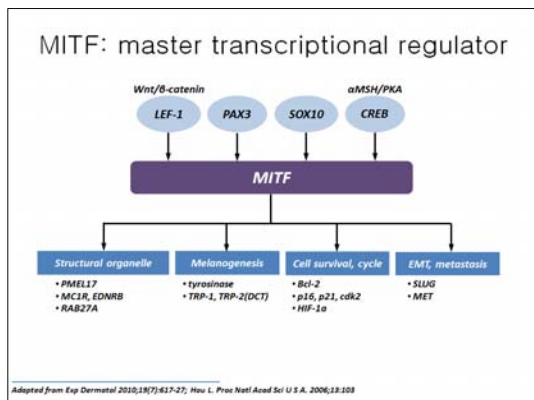 MITF: master transcriptional regulator
Wnt/β-catenin
αMSH/PKA
LEF-1
PAX3
SOX10
CREB
MITF
Structural organelle
Melanogenesis
Cell survival, cycle
EMT, metastasis
• PMEL17
• MC1R, EDNRB
• RAB27A
• tyrosinase
• TRP-1, TRP-2(DCT)
• Bcl-2
• p16, p21, cdk2
• HIF-1α
• SLUG
• MET
Adapted from Exp Dermatol 2010;19(7):617-27; Hou L. Proc Natl Acad Sci U S A. 2006;13:103